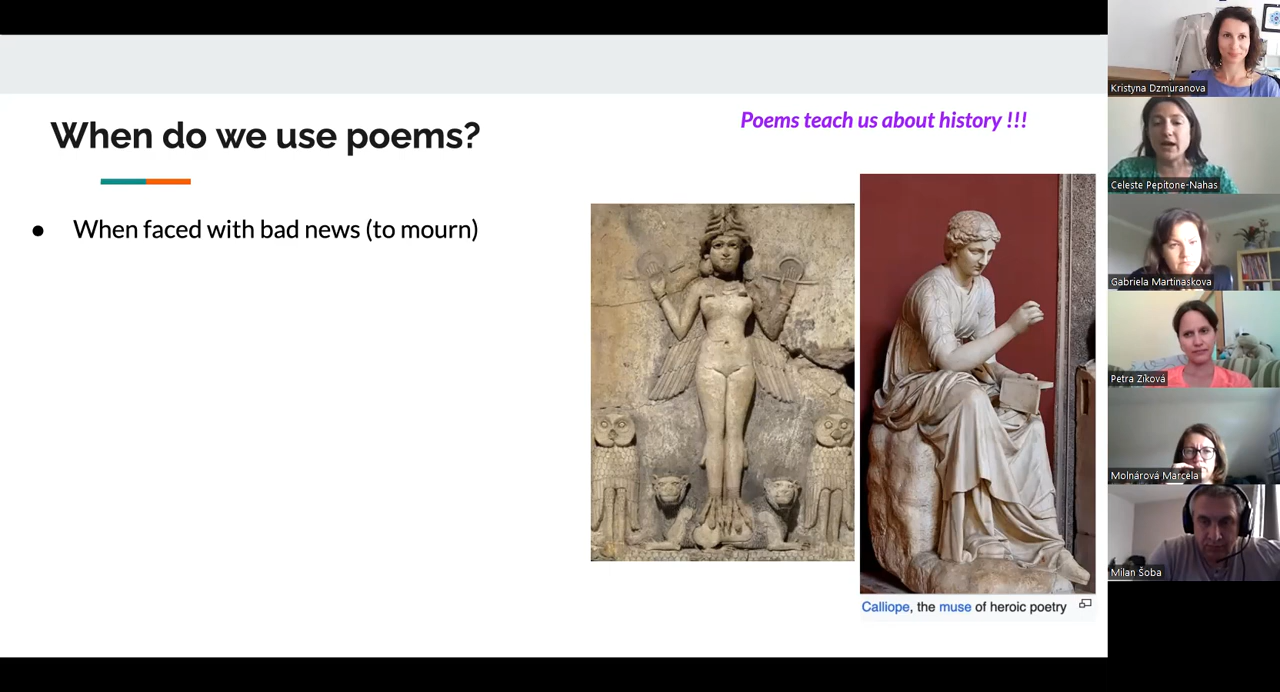 When do we use poems?
Poems teach us about history !!!
● When faced with bad news (to mourn)
Calliope, the muse of heroic poetry
Kristyna Dzmuranova
Celeste Pepitone-Nahas
Gabriela Martinaskova
Petra Zíková
Molnárová Marcela
Milan Šoba